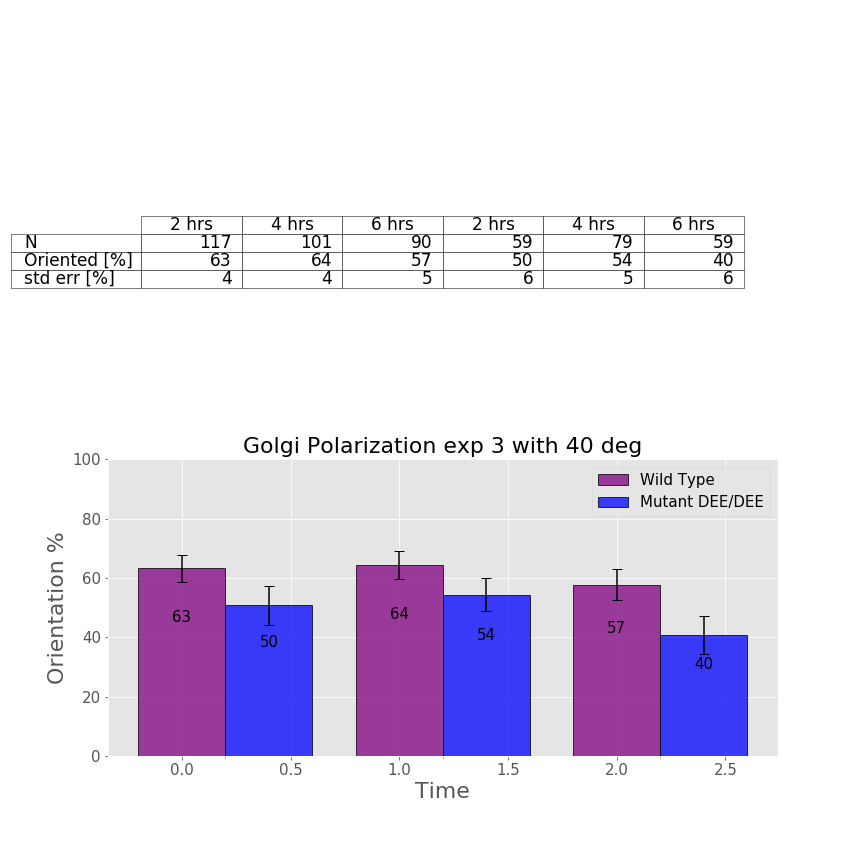 2 hrs 4 hrs 6 hrs 2 hrs 4 hrs 6 hrs
N 117 101 90 59 79 59
Oriented [%] 63 64 57 50 54 40
std err [%] 4 4 5 6 5 6
Golgi Polarization exp 3 with 40 deg
Orientation %
100
80
60
40
20
0
Wild Type
Mutant DEE/DEE
63
50
64
54
57
40
0.0 0.5 1.0 1.5 2.0 2.5
Time